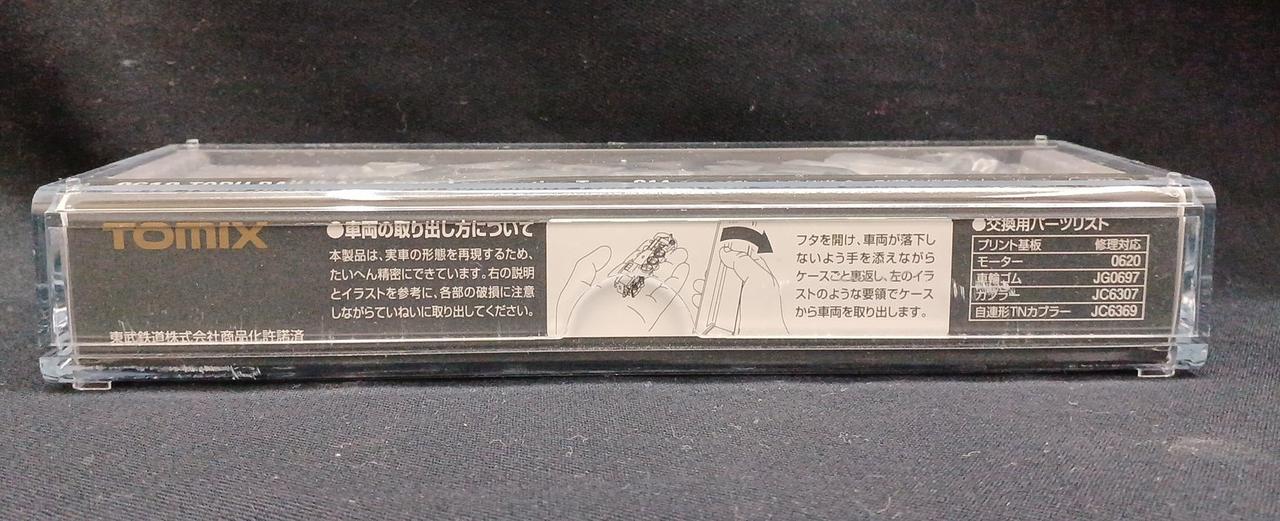 TOMIX
東武鉄道株式会社商品化許諾済
●車両の取り出し方について
本製品は、実車の形態を再現するため、
たいへん精密にできています。右の説明
とイラストを参考に、各部の破損に注意
しながらていねいに取り出してください。
フタを開け、車両が落下し
ないよう手を添えながら
ケースごと裏返し、左のイラ
ストのような要領でケース
から車両を取り出します。
●交換用パーツリスト
プリント基板 修理対応
モーター 0620
車輪ゴム JG0697
カプラー JC6307
自連形TNカプラー JC6369